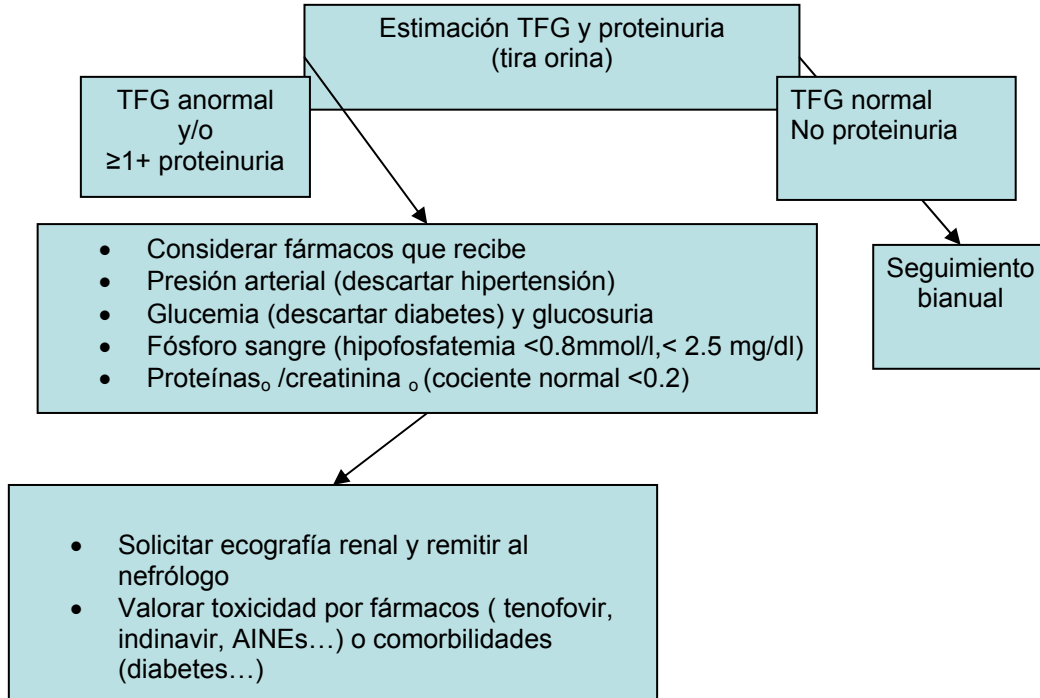 Estimación TFG y proteinuria
(tira orina)
TFG anormal
y/o
≥1+ proteinuria
TFG normal
No proteinuria
• Considerar fármacos que recibe
• Presión arterial (descartar hipertensión)
• Glucemia (descartar diabetes) y glucosuria
• Fósforo sangre (hipofosfatemia <0.8mmol/l,< 2.5 mg/dl)
• Proteínasₒ /creatinina ₒ (cociente normal <0.2)
Seguimiento
bianual
• Solicitar ecografía renal y remitir al
nefrólogo
• Valorar toxicidad por fármacos ( tenofovir,
indinavir, AINEs…) o comorbilidades
(diabetes…)